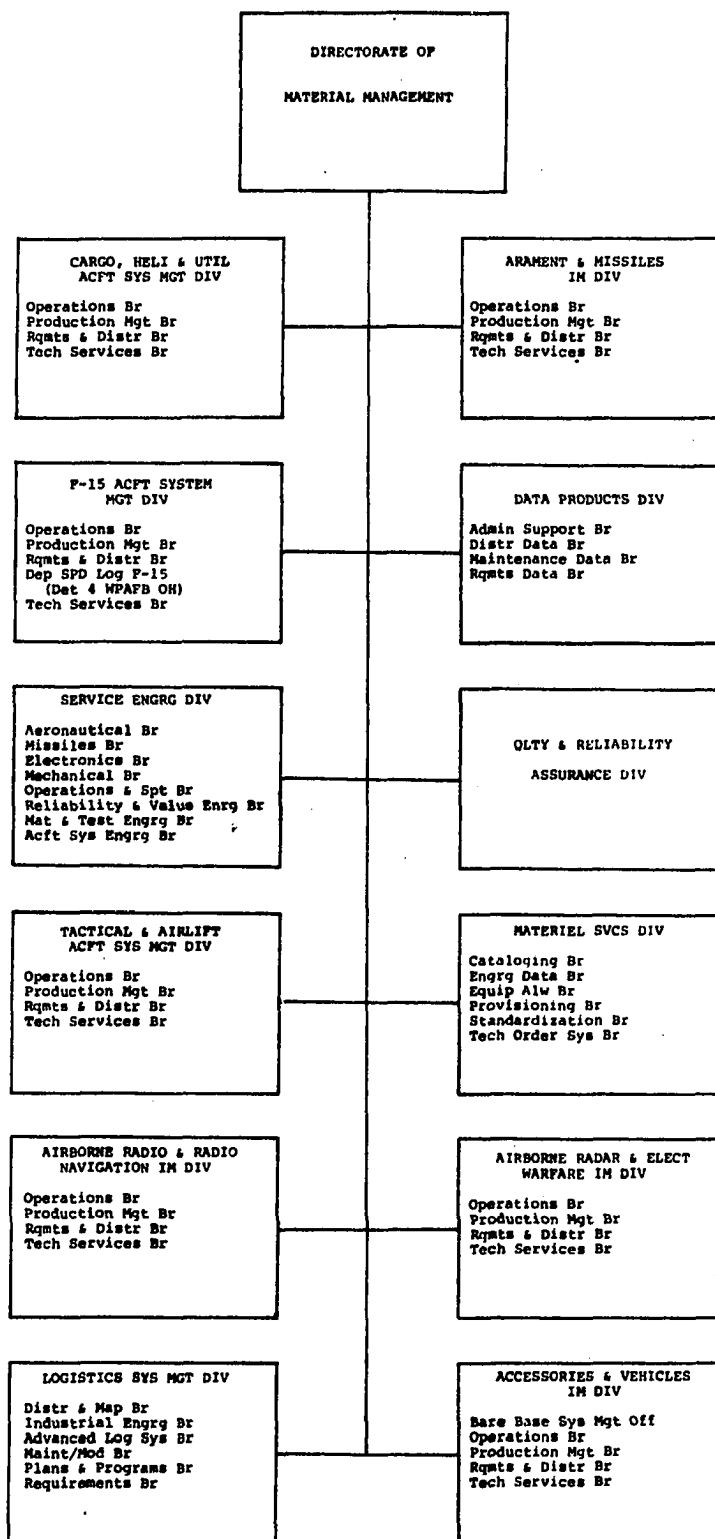 DIRECTORATE OF
MATERIAL MANAGEMENT
CARGO, HELI & UTIL
ACFT SYS MGT DIV
Operations Br
Production Mgt Br
Rqmts & Distr Br
Tech Services Br
ARAMENT & MISSILES
IM DIV
Operations Br
Production Mgt Br
Rqmts & Distr Br
Tech Services Br
F-15 ACFT SYSTEM
MGT DIV
Operations Br
Production Mgt Br
Rqmts & Distr Br
Dep SPD Log F-15
(Det 4 WPAFB OH)
Tech Services Br
DATA PRODUCTS DIV
Admin Support Br
Distr Data Br
Maintenance Data Br
Rqmts Data Br
SERVICE ENGRG DIV
Aeronautical Br
Missiles Br
Electronics Br
Mechanical Br
Operations & Spt Br
Reliability & Value Enrg Br
Mat & Test Engrg Br
Acft Sys Engrg Br
QLTY & RELIABILITY
ASSURANCE DIV
TACTICAL & AIRLIFT
ACFT SYS MGT DIV
Operations Br
Production Mgt Br
Rqmts & Distr Br
Tech Services Br
MATERIEL SVCS DIV
Cataloging Br
Engrg Data Br
Equip Alw Br
Provisioning Br
Standardization Br
Tech Order Sys Br
AIRBORNE RADIO & RADIO
NAVIGATION IM DIV
Operations Br
Production Mgt Br
Rqmts & Distr Br
Tech Services Br
AIRBORNE RADAR & ELECT
WARFARE IM DIV
Operations Br
Production Mgt Br
Rqmts & Distr Br
Tech Services Br
LOGISTICS SYS MGT DIV
Distr & Map Br
Industrial Engrg Br
Advanced Log Sys Br
Maint/Mod Br
Plans & Programs Br
Requirements Br
ACCESSORIES & VEHICLES
IM DIV
Bare Base Sys Mgt Off
Operations Br
Production Mgt Br
Rqmts & Distr Br
Tech Services Br